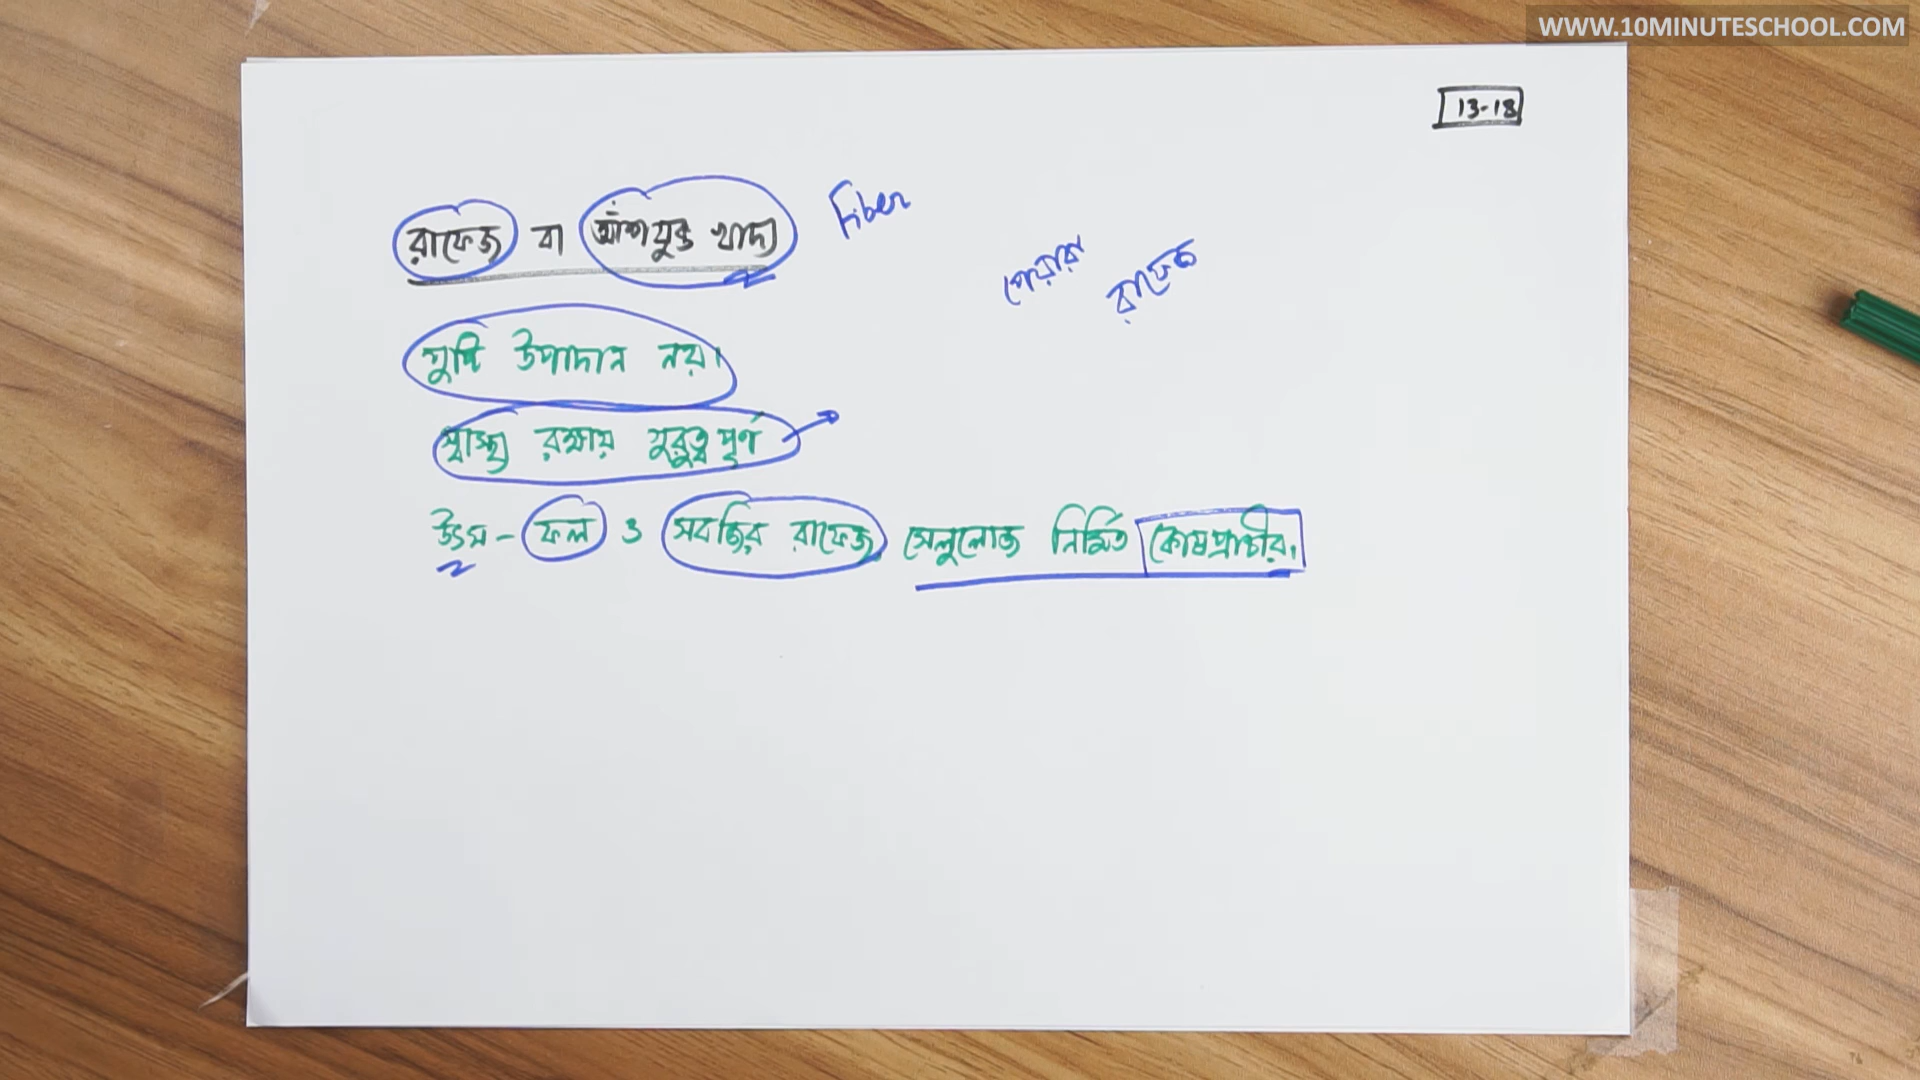 WWW.10MINUTESCHOOL.COM
13-18
রাফেজ বা আঁশযুক্ত খাদ্য Fiber
পেয়ারা রাফেজ
পুষ্টি উপাদান নয়।
স্বাস্থ্য রক্ষায় গুরুত্বপূর্ণ
উৎস - ফল ও সবজির রাফেজ সেলুলোজ নির্মিত কোষপ্রাচীর।